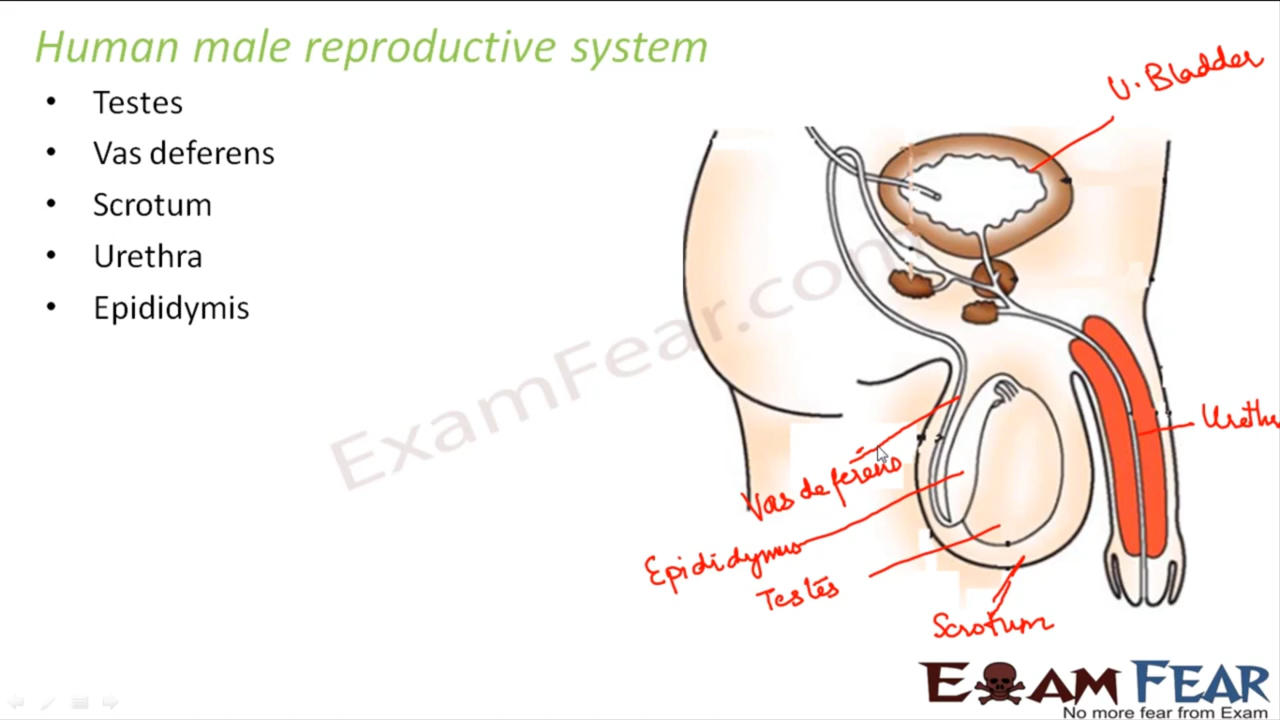 Human male reproductive system
• Testes
• Vas deferens
• Scrotum
• Urethra
• Epididymis
U. Bladder
Urethr
Vas deferens
Epididymus
Testes
Scrotum
ExamFear.com
EXAM FEAR
No more fear from Exam